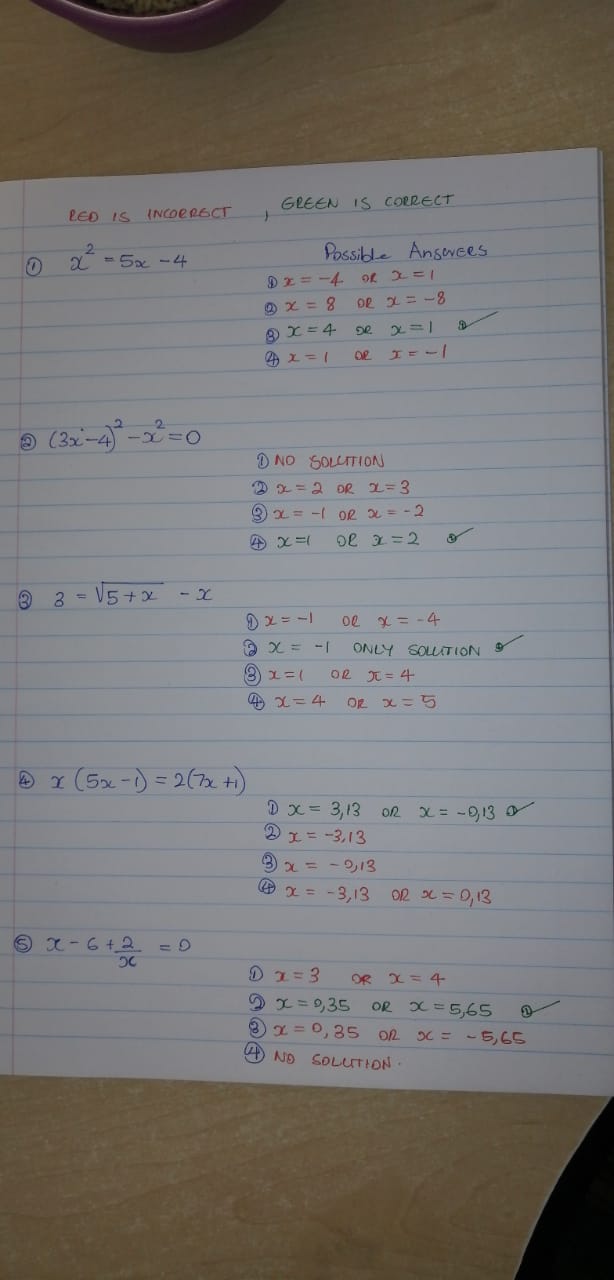 RED IS INCORRECT , GREEN IS CORRECT
① x² = 5x - 4
Possible Answers
① x = -4 OR x = 1
② x = 8 OR x = -8
③ x = 4 OR x = 1 ✓
④ x = 1 OR x = -1
② (3x-4)² - x² = 0
① NO SOLUTION
② x = 2 OR x = 3
③ x = -1 OR x = -2
④ x = 1 OR x = 2 ✓
③ 3 = √(5+x) - x
① x = -1 OR x = -4
② x = -1 ONLY SOLUTION ✓
③ x = 1 OR x = 4
④ x = 4 OR x = 5
④ x (5x-1) = 2(7x+1)
① x = 3,13 OR x = -0,13 ✓
② x = -3,13
③ x = -0,13
④ x = -3,13 OR x = 0,13
⑤ x - 6 + 2/x = 0
① x = 3 OR x = 4
② x = 0,35 OR x = 5,65 ✓
③ x = 0,35 OR x = -5,65
④ NO SOLUTION.